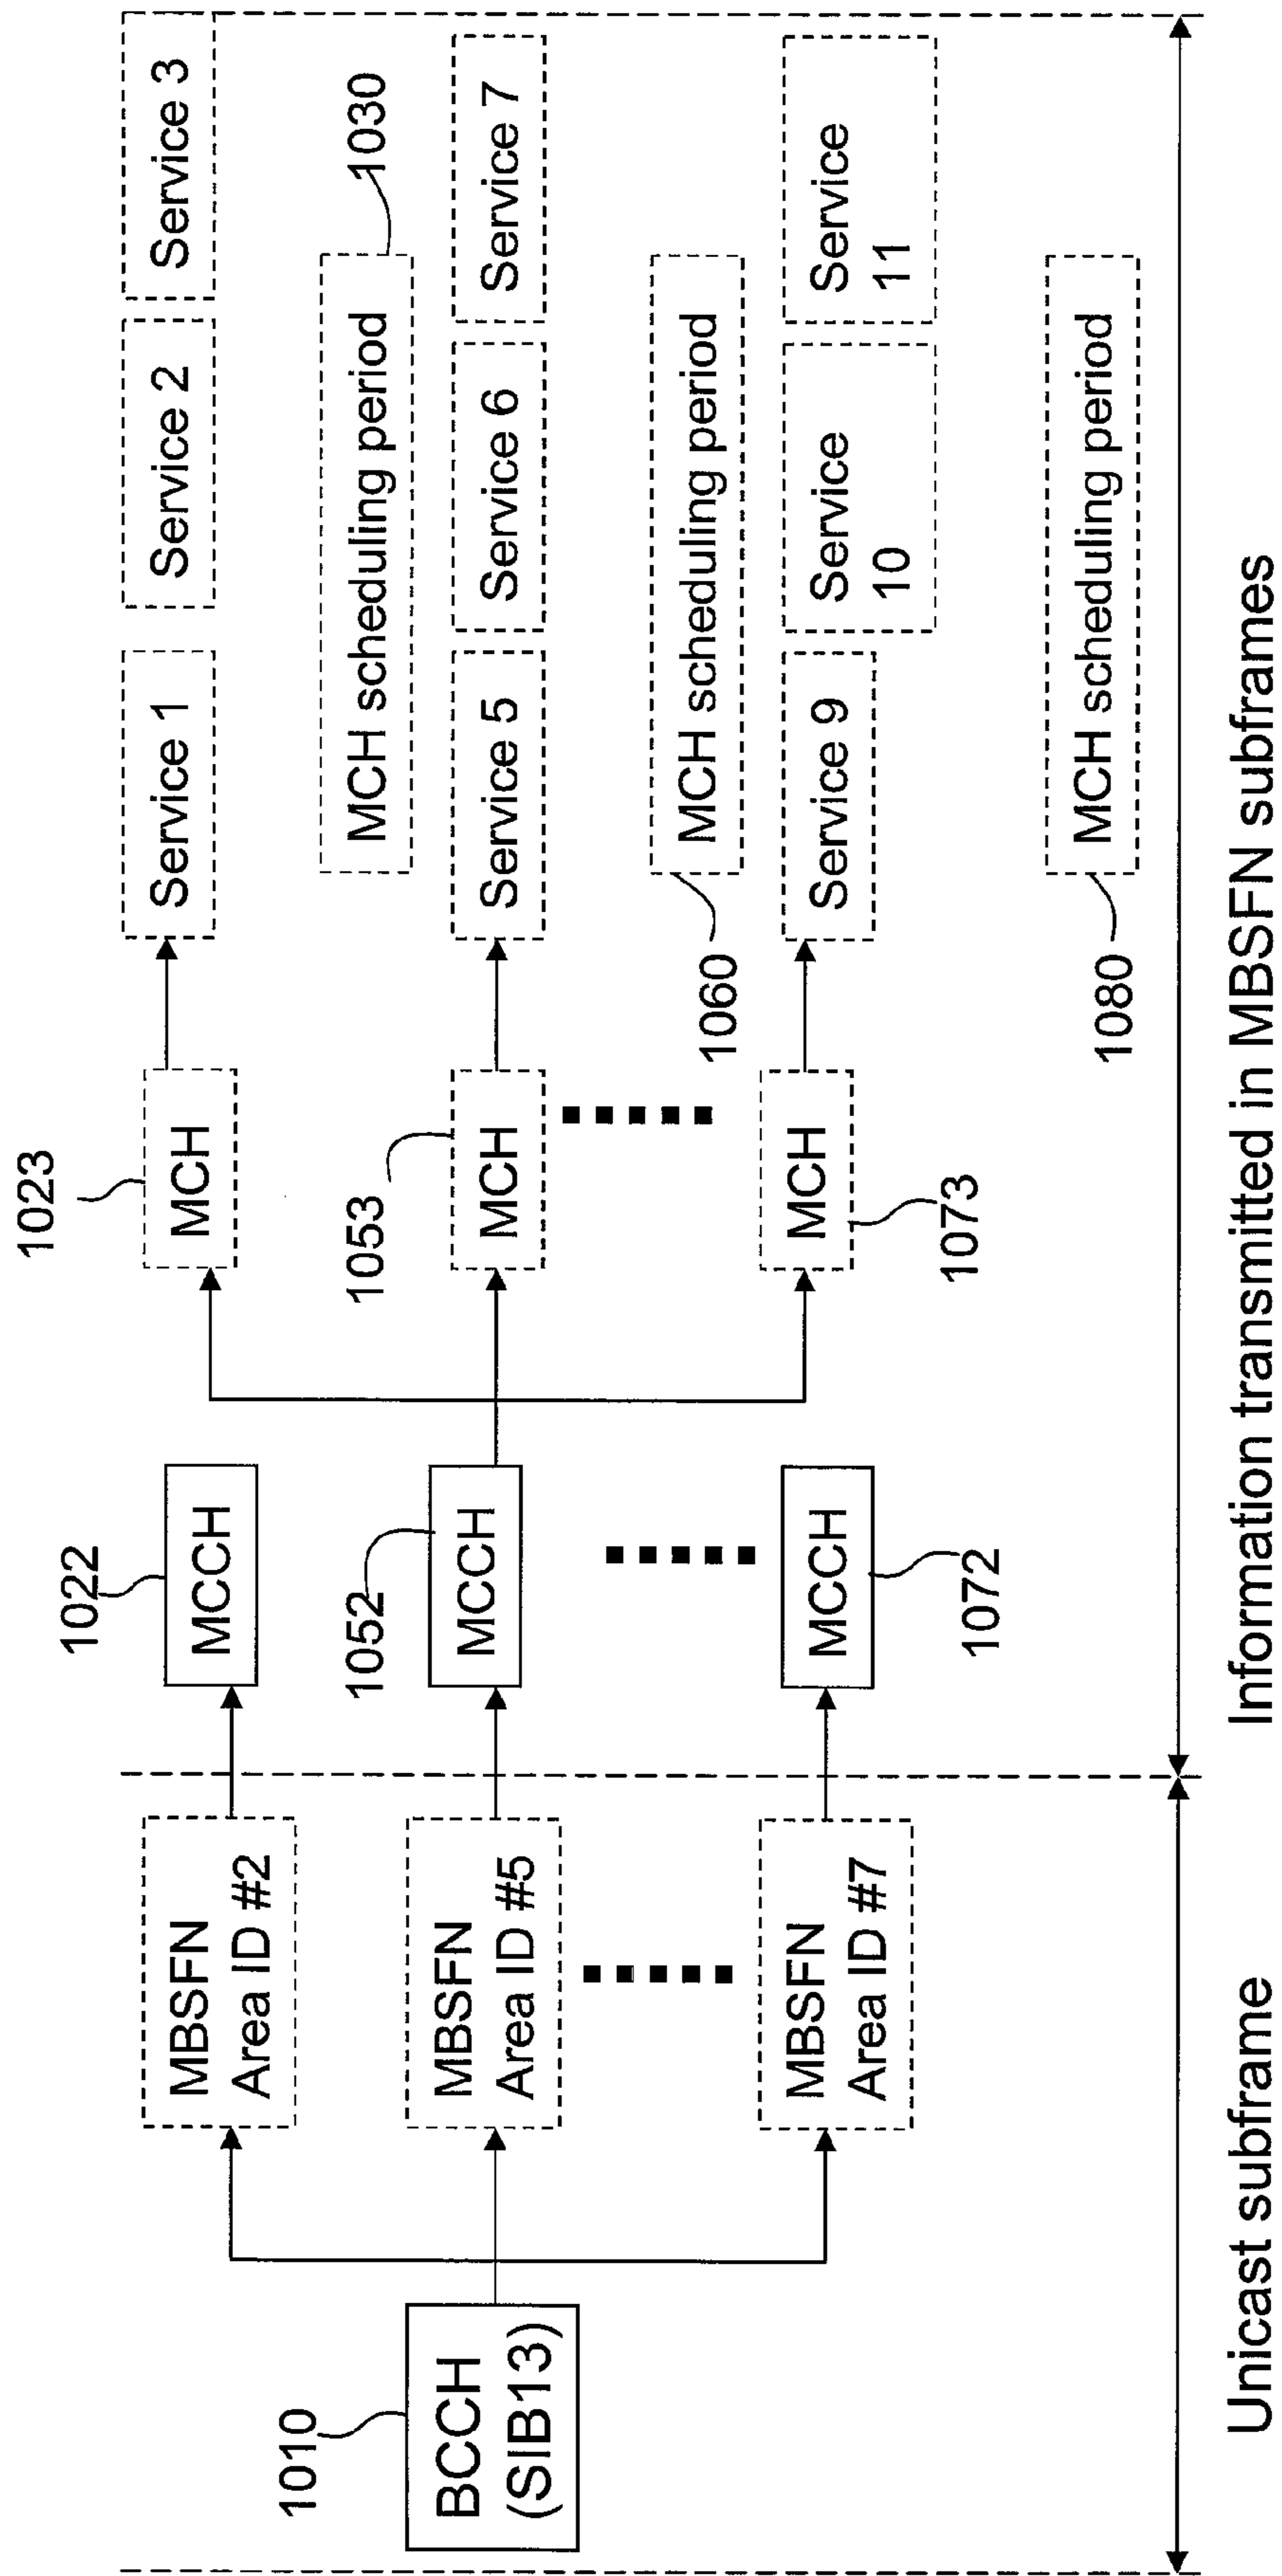 1010
BCCH
(SIB13)
MBSFN
Area ID #2
MBSFN
Area ID #5
MBSFN
Area ID #7
1022
MCCH
1052
MCCH
MCCH
1072
1023
MCH
1053
MCH
MCH
1073
Service 1
Service 2
Service 3
MCH scheduling period
1030
Service 5
Service 6
Service 7
MCH scheduling period
1060
Service 9
Service
10
Service
11
MCH scheduling period
1080
Unicast subframe
Information transmitted in MBSFN subframes